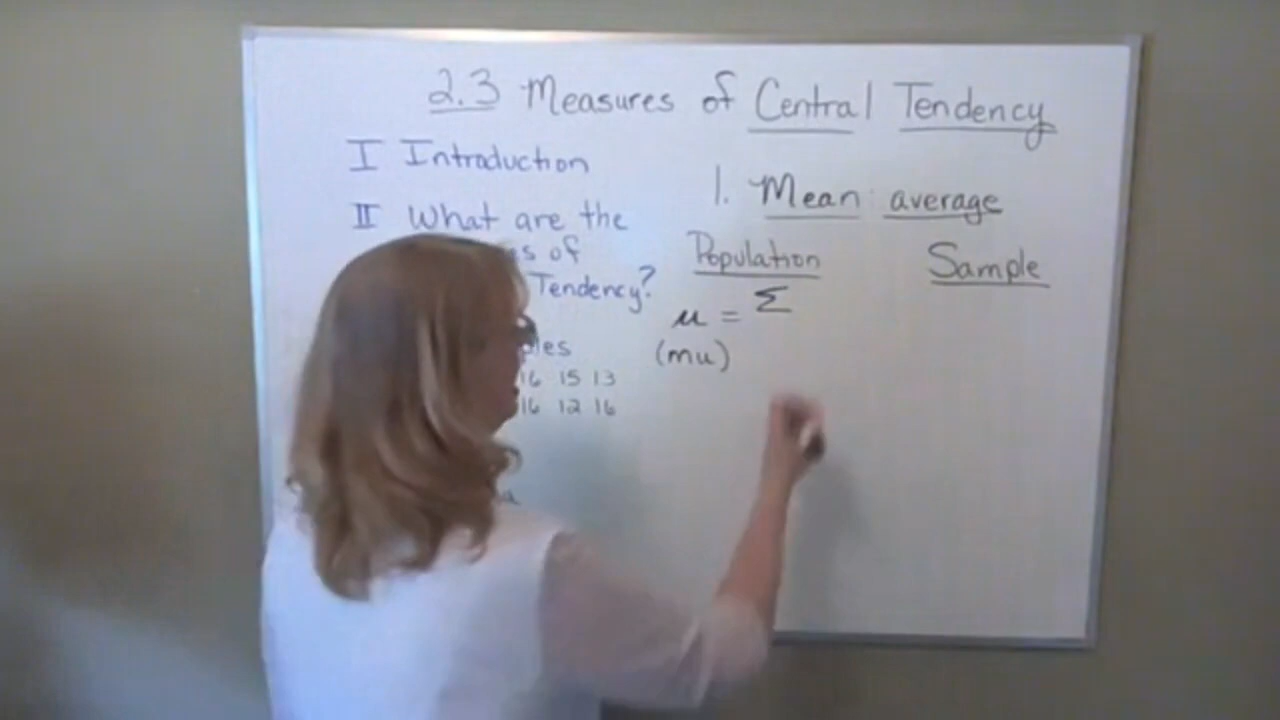 2.3 Measures of Central Tendency
I Introduction
II What are the
of
Tendency?
16 15 13
16 12 16
1. Mean: average
Population
Sample
μ = Σ
(mu)